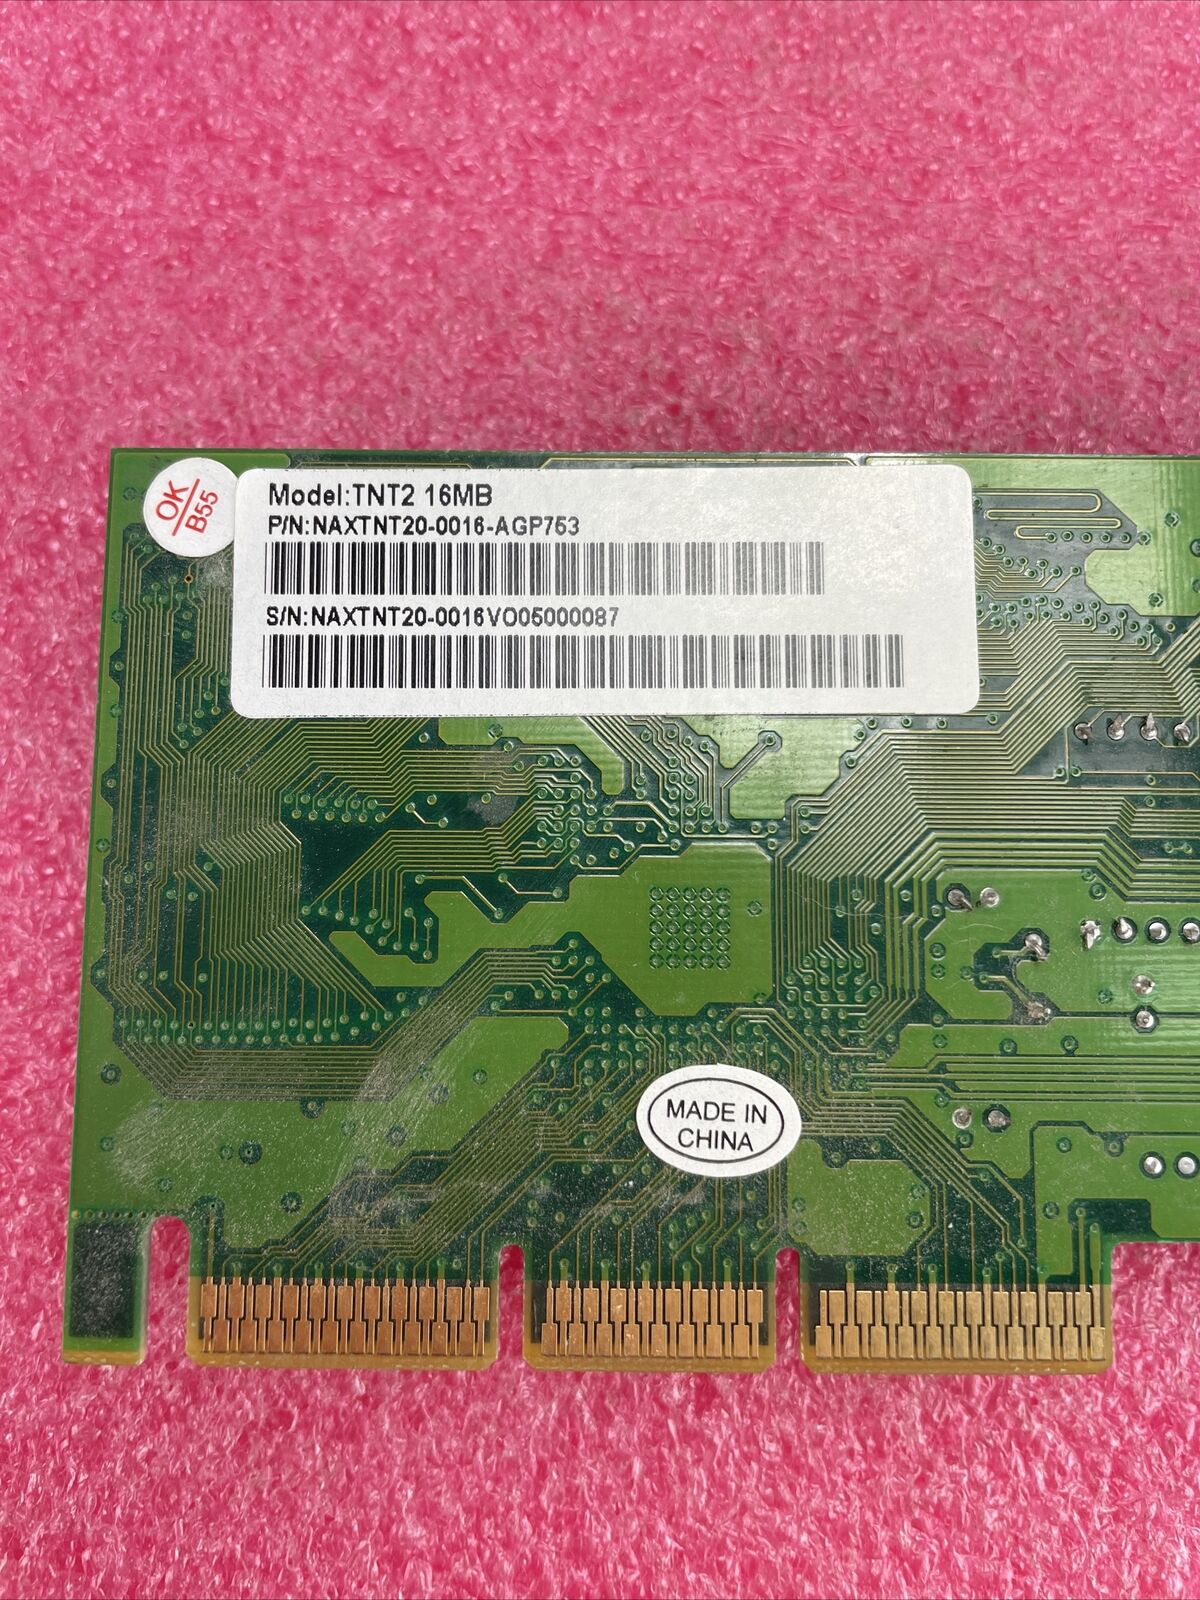 OK
B55
Model:TNT2 16MB
P/N:NAXTNT20-0016-AGP753
S/N:NAXTNT20-0016VO05000087
MADE IN
CHINA